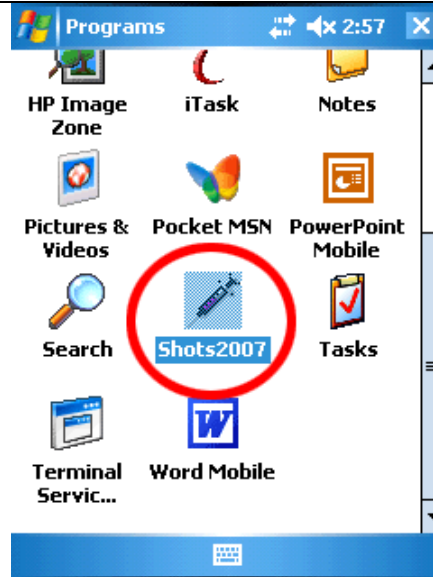 Programs 2:57
HP Image iTask Notes
Zone
Pictures & Pocket MSN PowerPoint
Videos Mobile
Search Shots2007 Tasks
W
Terminal Word Mobile
Servic...